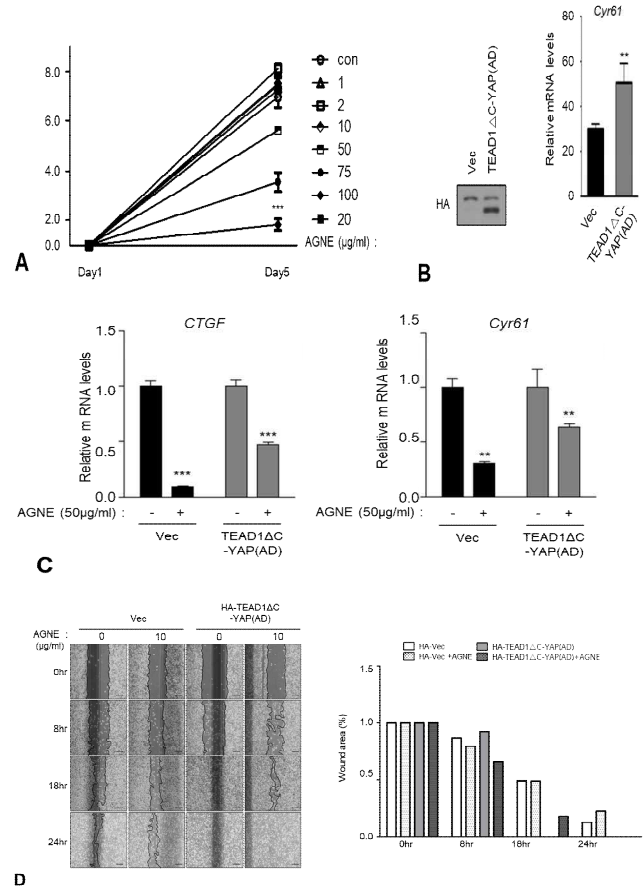 8.0
6.0
4.0
2.0
0.0
Day1
Day5
***
con
1
2
10
50
75
100
20
AGNE (µg/ml) :
A
Vec
TEAD1△C-YAP(AD)
HA
Cyr61
Relative mRNA levels
80
60
40
20
0
**
Vec
TEAD1△C-
YAP(AD)
B
CTGF
Relative m RNA levels
1.5
1.0
0.5
0.0
***
***
AGNE (50µg/ml) :
- + - +
Vec
TEAD1ΔC
-YAP(AD)
Cyr61
Relative m RNA levels
1.5
1.0
0.5
0.0
**
**
AGNE (50µg/ml) :
- + - +
Vec
TEAD1ΔC
-YAP(AD)
C
Vec
HA-TEAD1ΔC
-YAP(AD)
AGNE :
(µg/ml)
0 10 0 10
0hr
8hr
18hr
24hr
HA-Vec
HA-TEAD1△C-YAP(AD)
HA-Vec +AGNE
HA-TEAD1△C-YAP(AD)+AGNE
Wound area (%)
1.0
0.5
0.0
0hr
8hr
18hr
24hr
D